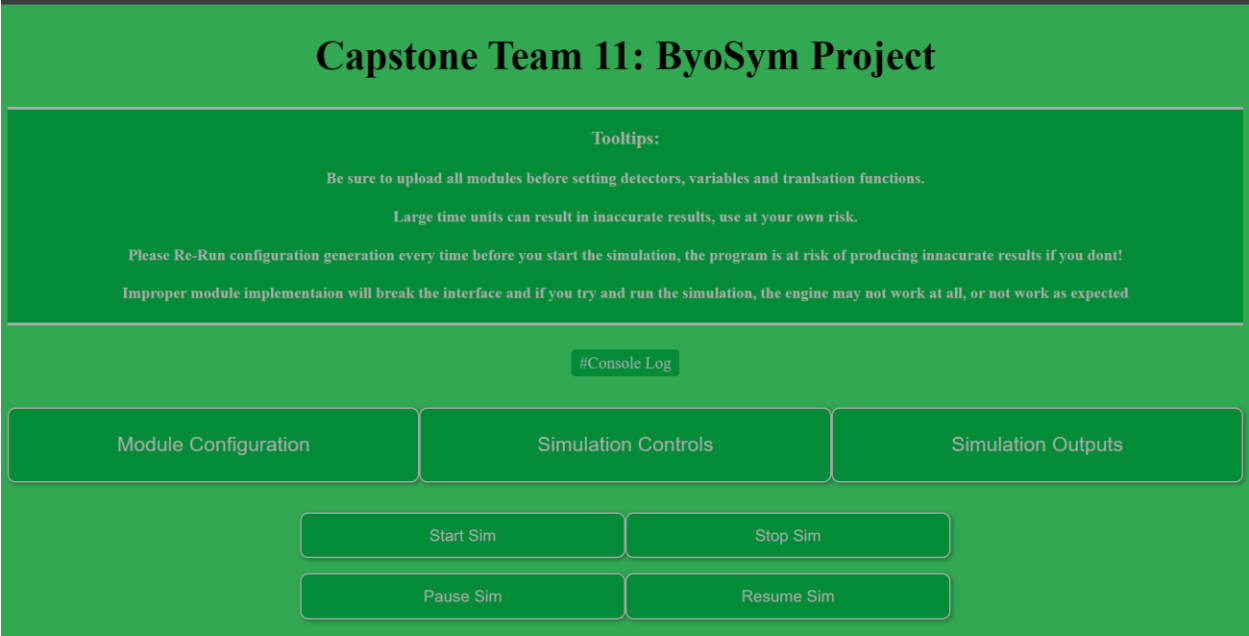 Capstone Team 11: ByoSym Project
Tooltips:
Be sure to upload all modules before setting detectors, variables and tranlsation functions.
Large time units can result in inaccurate results, use at your own risk.
Please Re-Run configuration generation every time before you start the simulation, the program is at risk of producing innacurate results if you dont!
Improper module implementaion will break the interface and if you try and run the simulation, the engine may not work at all, or not work as expected
#Console Log
Module Configuration
Simulation Controls
Simulation Outputs
Start Sim
Stop Sim
Pause Sim
Resume Sim